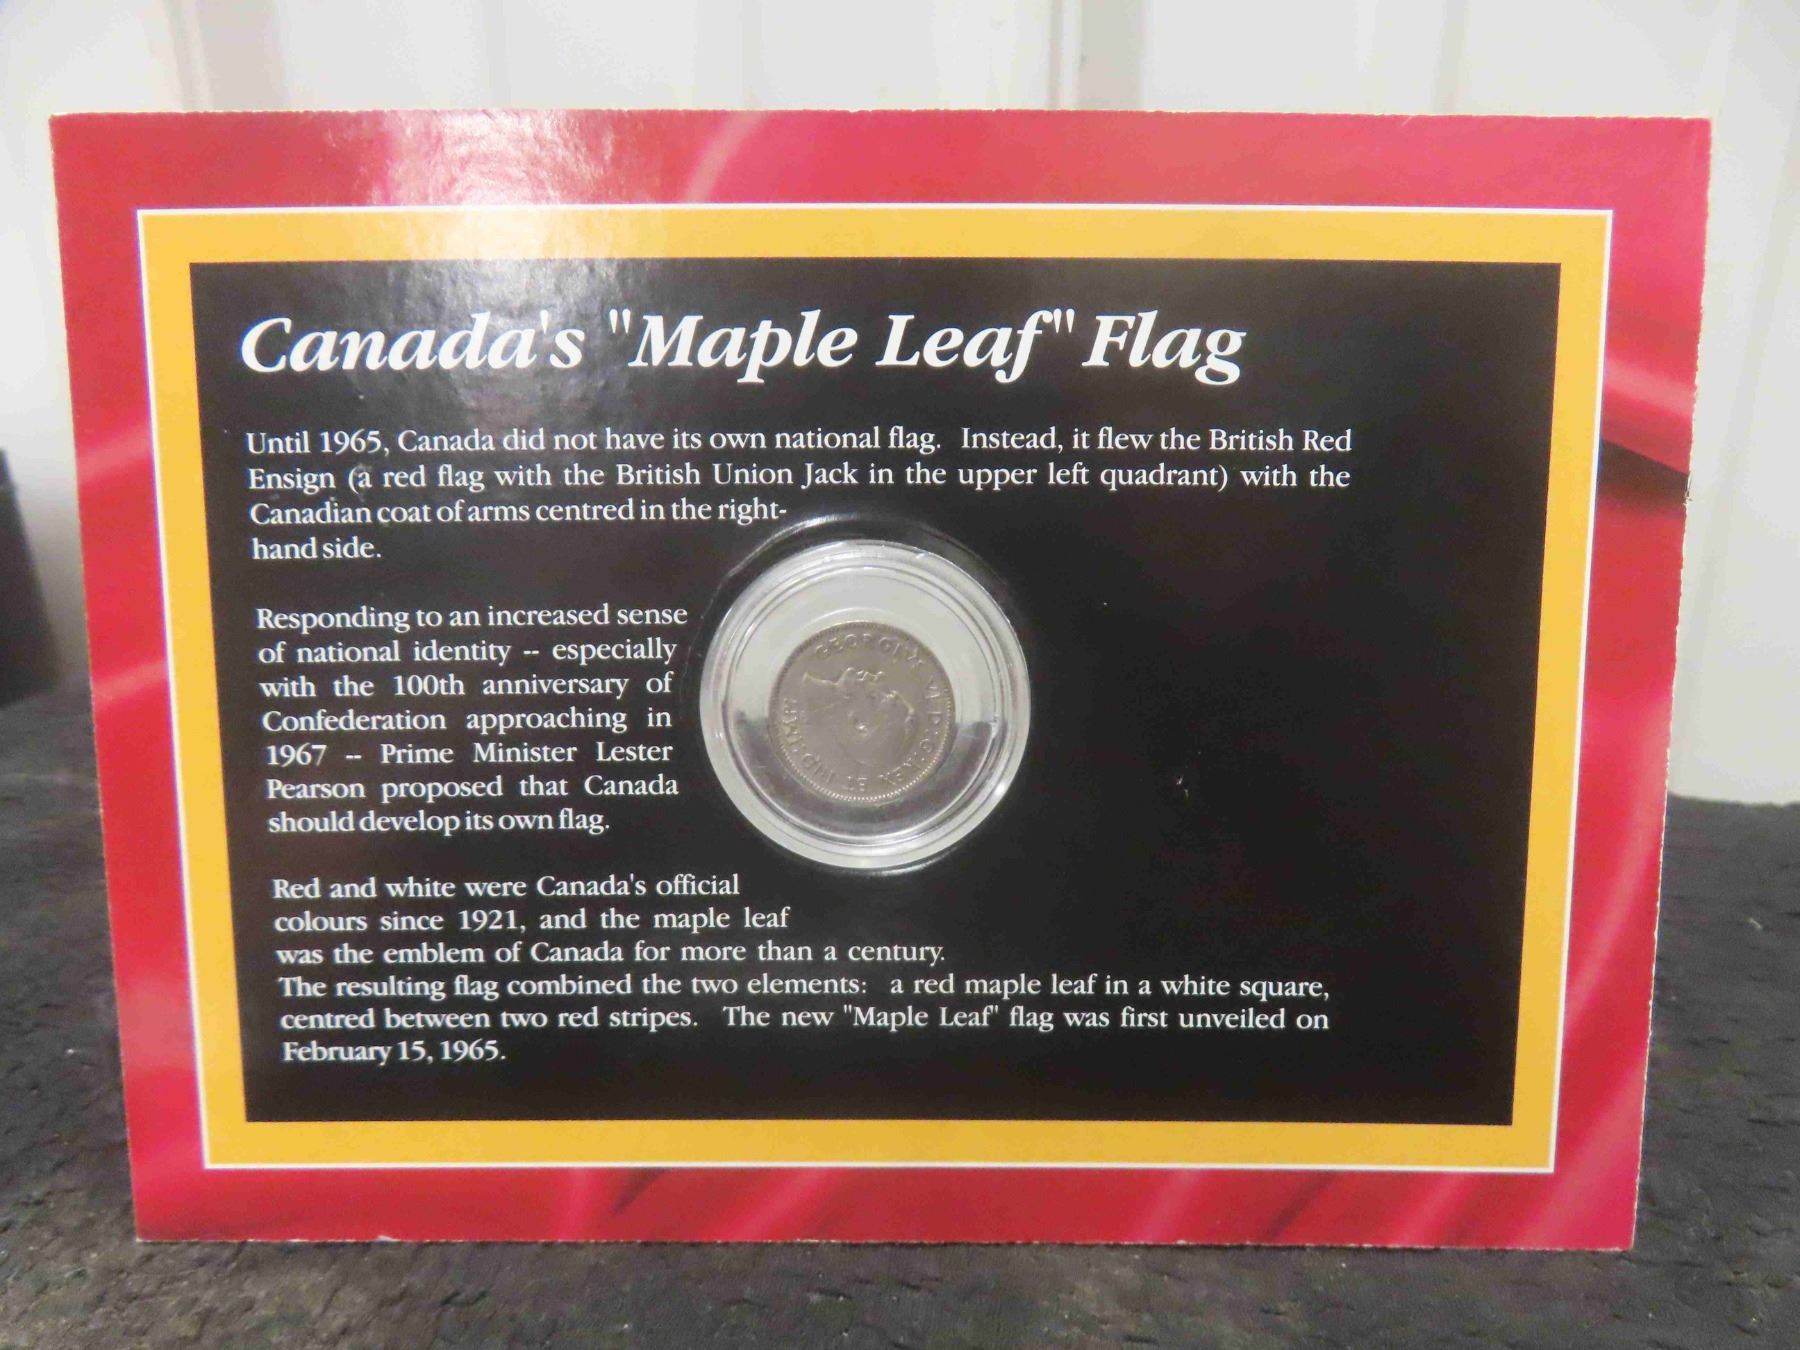 Canada's "Maple Leaf" Flag
Until 1965, Canada did not have its own national flag. Instead, it flew the British Red
Ensign (a red flag with the British Union Jack in the upper left quadrant) with the
Canadian coat of arms centred in the right-
hand side.
Responding to an increased sense
of national identity -- especially
with the 100th anniversary of
Confederation approaching in
1967 -- Prime Minister Lester
Pearson proposed that Canada
should develop its own flag.
GEORGIVS VI D:G:REX ET IND:IMP:
Red and white were Canada's official
colours since 1921, and the maple leaf
was the emblem of Canada for more than a century.
The resulting flag combined the two elements: a red maple leaf in a white square,
centred between two red stripes. The new "Maple Leaf" flag was first unveiled on
February 15, 1965.